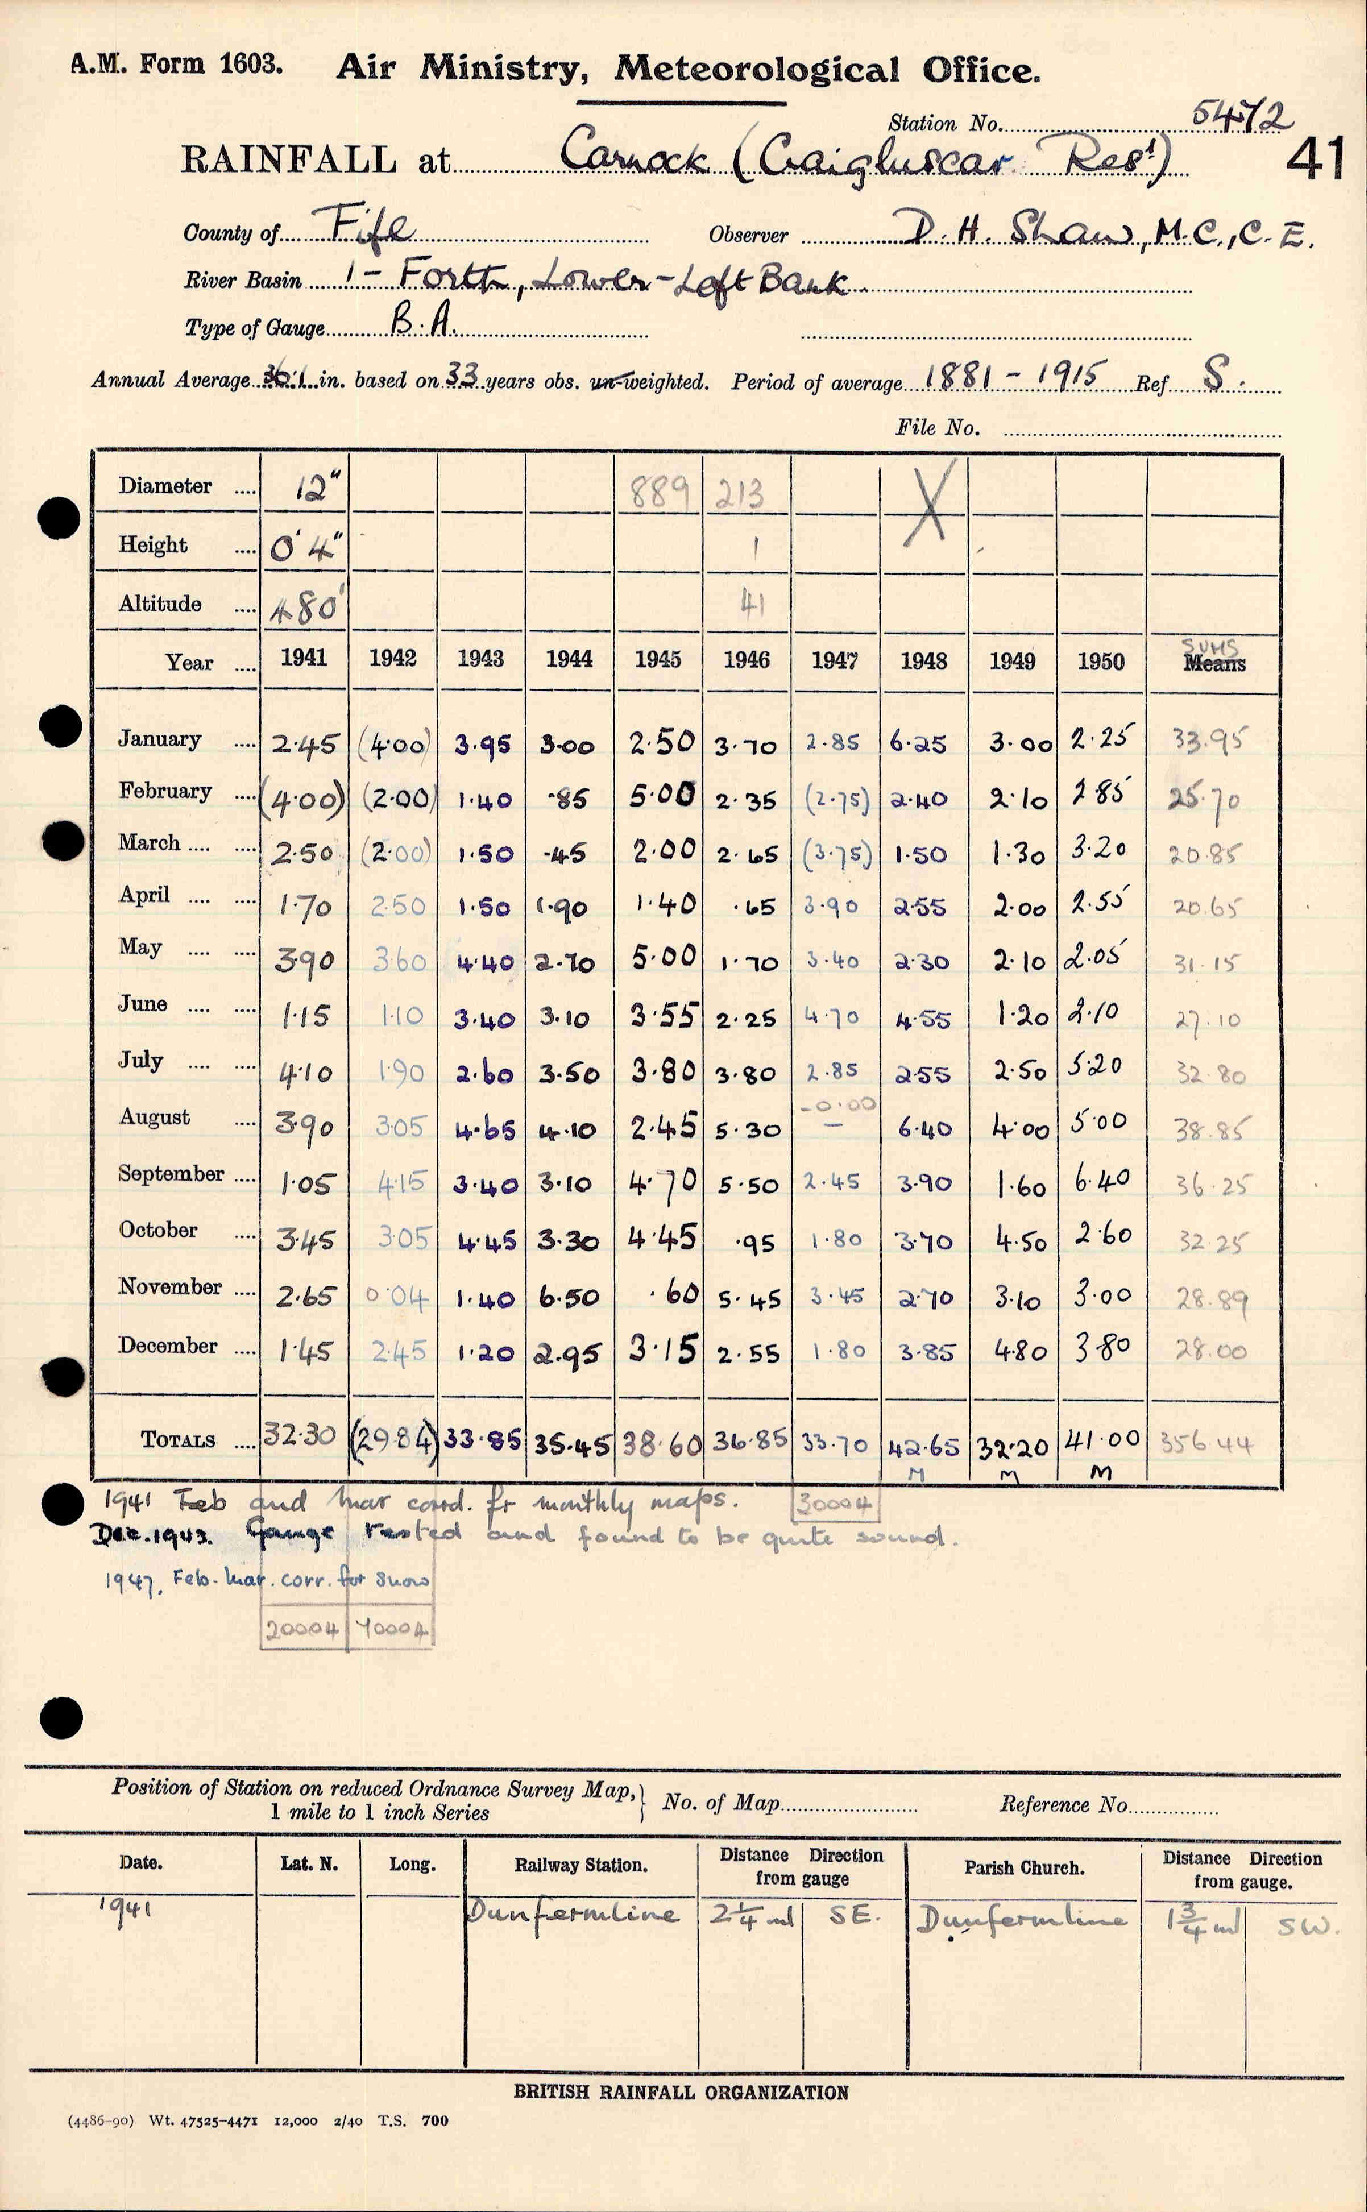 A.M. Form 1603. Air Ministry, Meteorological Office.
Station No. 5472
RAINFALL at Carnock (Craigluscar Resr) 41
County of Fife Observer D. H. Shaw, M.C., C.E.
River Basin 1 - Forth, Lower - Left Bank.
Type of Gauge B.A.
Annual Average 36.1 in. based on 33 years obs. un-weighted. Period of average 1881 - 1915 Ref S.
File No.
Diameter .... 12" 889 213 X
Height .... 0' 4" 1
Altitude .... 480' 41
Year .... 1941 1942 1943 1944 1945 1946 1947 1948 1949 1950 Means SUMS
January .... 2.45 (4.00) 3.95 3.00 2.50 3.70 2.85 6.25 3.00 2.25 33.95
February .... (4.00) (2.00) 1.40 .85 5.00 2.35 (2.75) 2.40 2.10 2.85 25.70
March .... .... 2.50 (2.00) 1.50 .45 2.00 2.65 (3.75) 1.50 1.30 3.20 20.85
April .... .... 1.70 2.50 1.50 1.90 1.40 .65 3.90 2.55 2.00 2.55 20.65
May .... .... 3.90 3.60 4.40 2.70 5.00 1.70 3.40 2.30 2.10 2.05 31.15
June .... .... 1.15 1.10 3.40 3.10 3.55 2.25 4.70 4.55 1.20 2.10 27.10
July .... .... 4.10 1.90 2.60 3.50 3.80 3.80 2.85 2.55 2.50 5.20 32.80
August .... 3.90 3.05 4.65 4.10 2.45 5.30 -0.00 — 6.40 4.00 5.00 38.85
September .... 1.05 4.15 3.40 3.10 4.70 5.50 2.45 3.90 1.60 6.40 36.25
October .... 3.45 3.05 4.45 3.30 4.45 .95 1.80 3.70 4.50 2.60 32.25
November .... 2.65 0.04 1.40 6.50 .60 5.45 3.45 2.70 3.10 3.00 28.89
December .... 1.45 2.45 1.20 2.95 3.15 2.55 1.80 3.85 4.80 3.80 28.00
TOTALS .... 32.30 (29.84) 33.85 35.45 38.60 36.85 33.70 42.65 32.20 41.00 356.44
M M M
1941 Feb and Mar corrd. fr monthly maps. 30004
Dec. 1943. Gauge tested and found to be quite sound.
1947. Feb. Mar. corr. for snow
20004 70004
Position of Station on reduced Ordnance Survey Map, 1 mile to 1 inch Series } No. of Map Reference No.
Date. Lat. N. Long. Railway Station. Distance Direction from gauge Parish Church. Distance Direction from gauge.
1941 Dunfermline 2¼ ml SE. Dunfermline 1¾ ml SW.
BRITISH RAINFALL ORGANIZATION
(4486-90) Wt. 47525-4471 12,000 2/40 T.S. 700